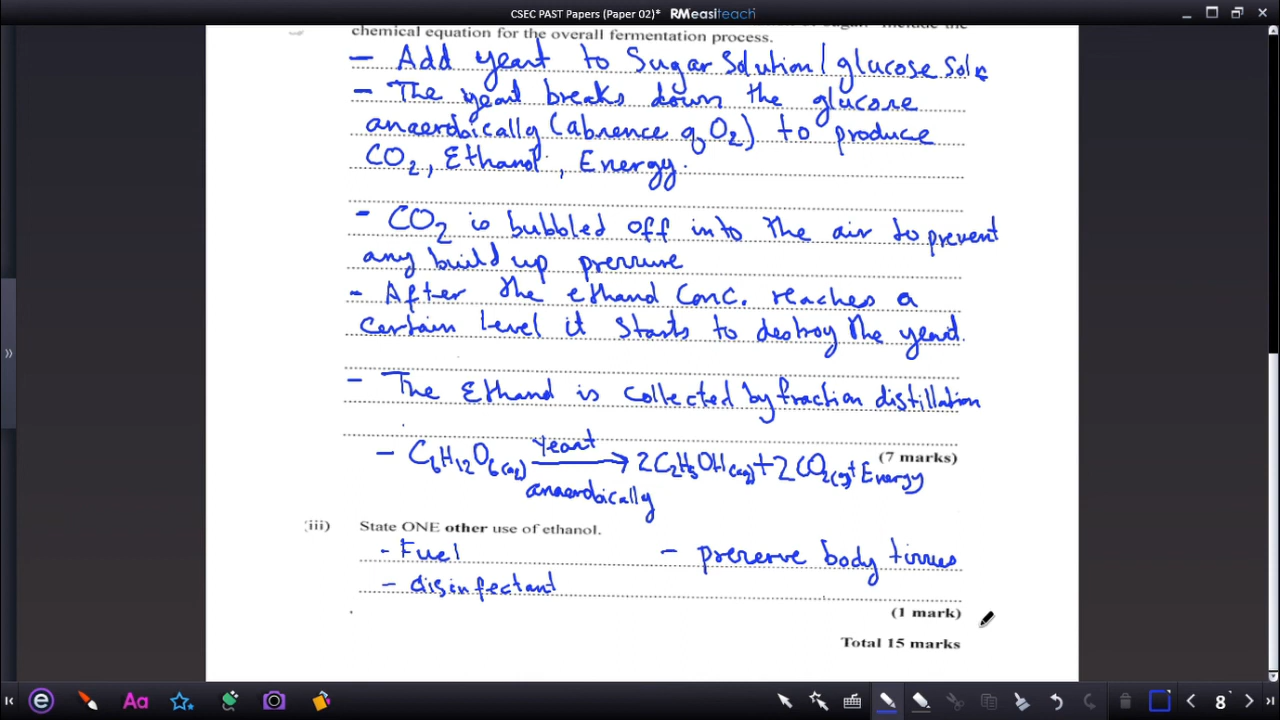 CSEC PAST Papers (Paper 02)* RMeasiteach
chemical equation for the overall fermentation process.
- Add yeast to Sugar Solution / glucose Sol
- The yeast breaks down the glucose
anaerobically (absence of O2) to produce
CO2, Ethanol, Energy.
- CO2 is bubbled off into the air to prevent
any build up pressure
- After the ethanol Conc. reaches a
certain level it starts to destroy the yeast.
- The Ethanol is collected by fraction distillation
- C6H12O6(aq) yeast anaerobically → 2C2H5OH(aq) + 2CO2(g) + Energy
(7 marks)
(iii) State ONE other use of ethanol.
- Fuel - preserve body tissues
- disinfectant
(1 mark)
Total 15 marks
Aa
8